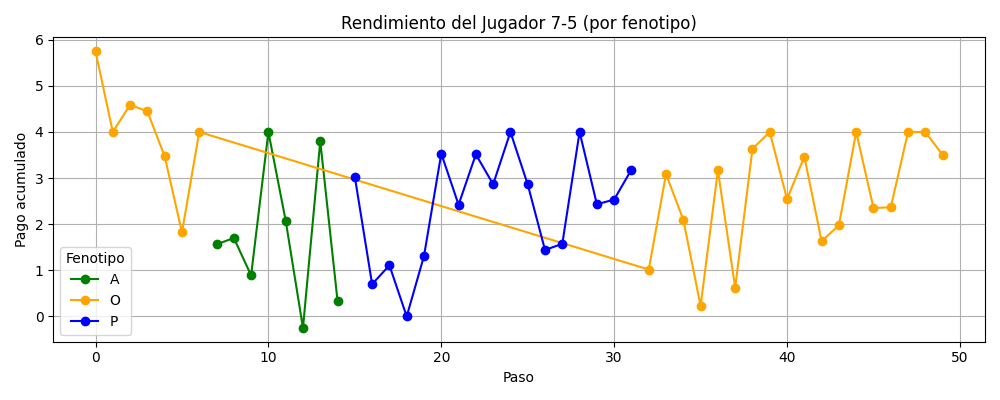 Rendimiento del Jugador 7-5 (por fenotipo)
Pago acumulado
6
5
4
3
2
1
0
Fenotipo
A
O
P
0 10 20 30 40 50
Paso